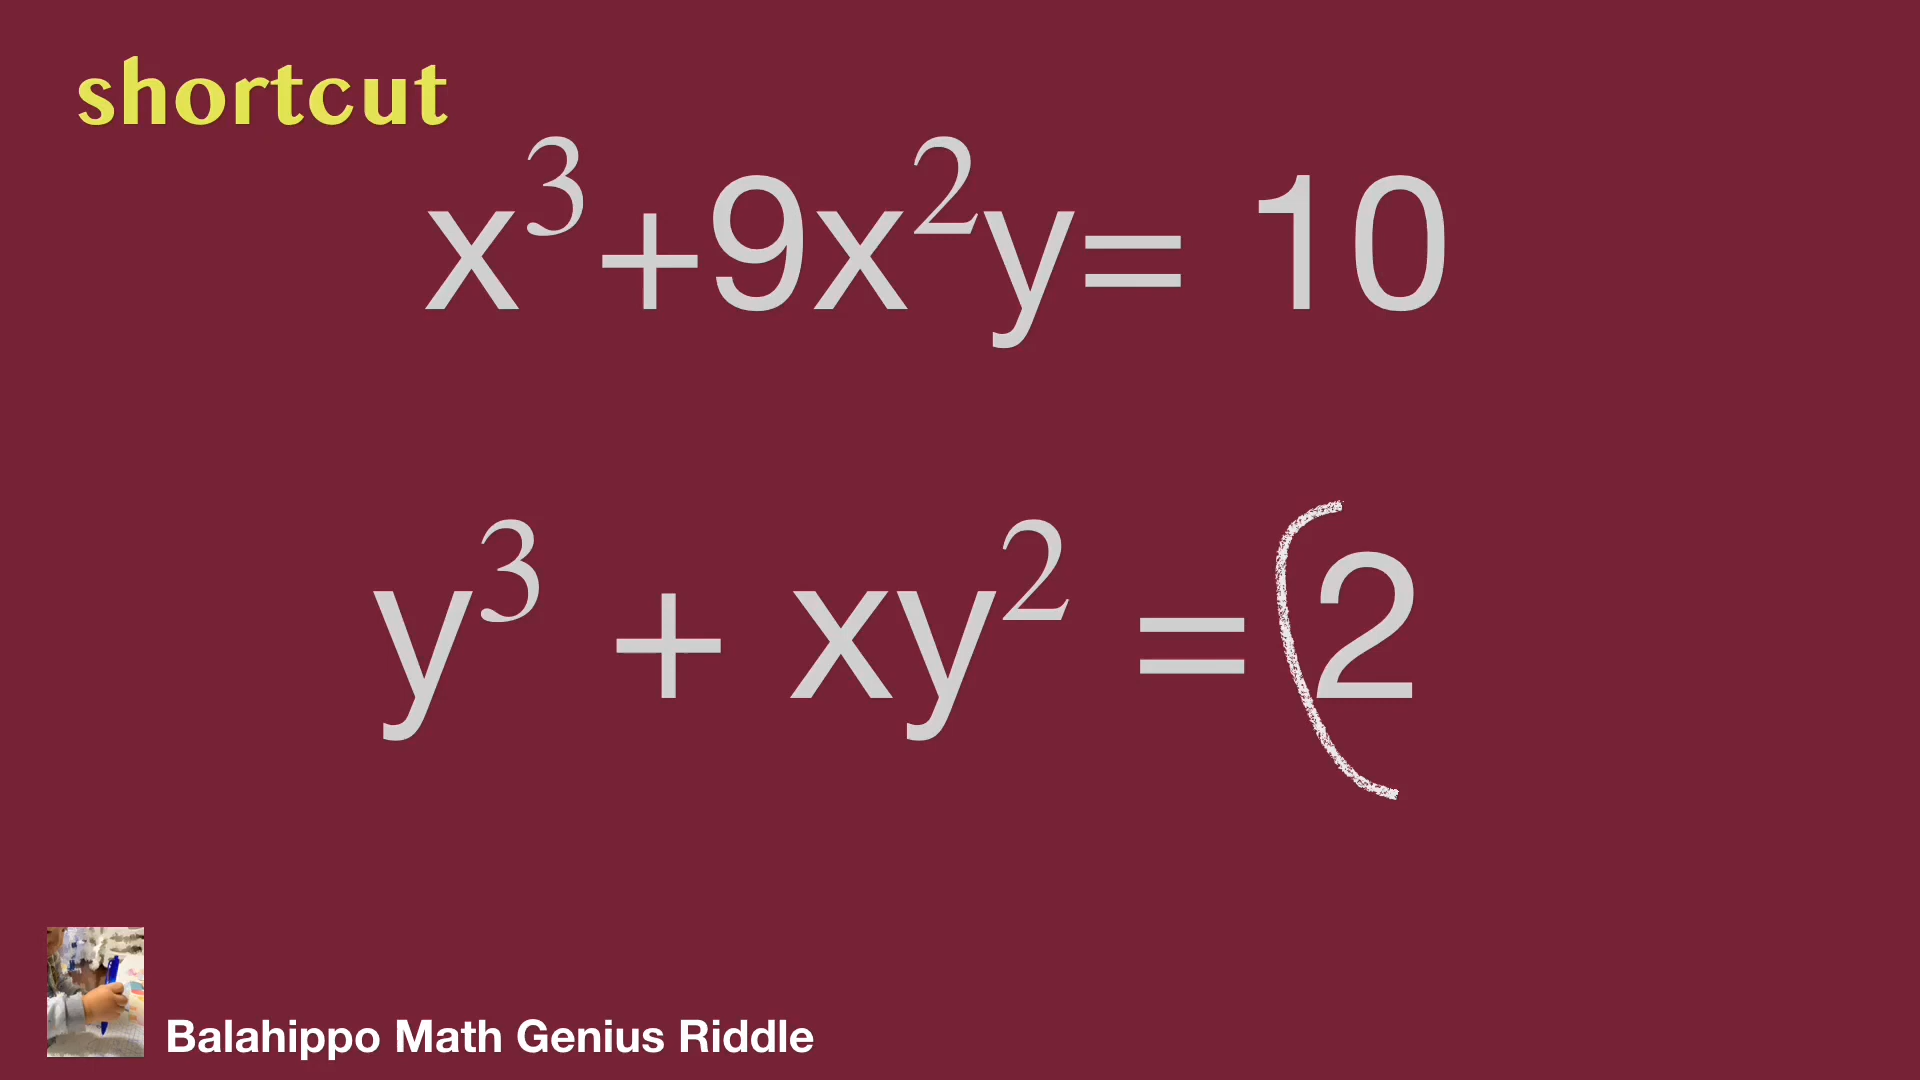 shortcut
x³+9x²y= 10
y³ + xy² = (2
Balahippo Math Genius Riddle